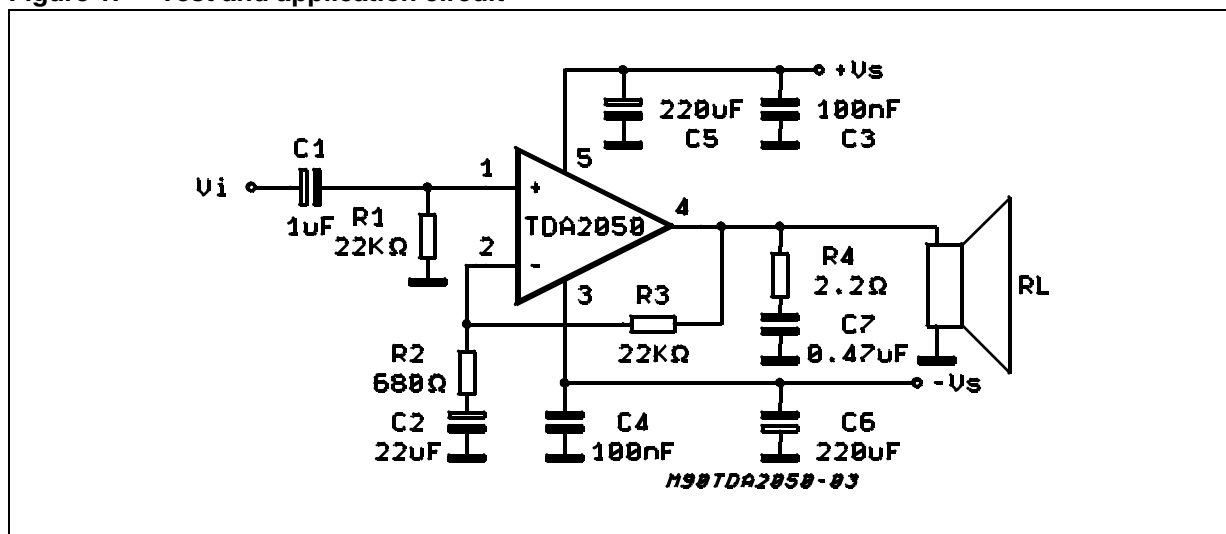 Figure Test and application circuit
+Vs
220uF
C5
100nF
C3
C1
Vi
1uF
R1
22KΩ
1
5
+
TDA2050
4
2
-
3
R3
22KΩ
R4
2.2Ω
C7
0.47uF
RL
R2
680Ω
C2
22uF
C4
100nF
-Vs
C6
220uF
M90TDA2050-03